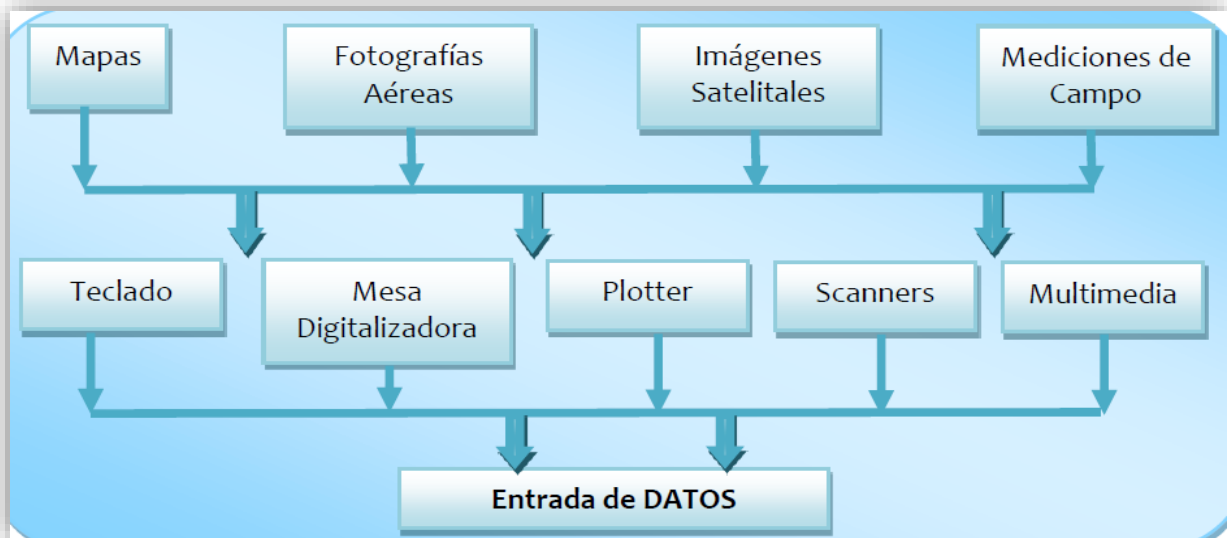 Mapas
Fotografías
Aéreas
Imágenes
Satelitales
Mediciones de
Campo
Teclado
Mesa
Digitalizadora
Plotter
Scanners
Multimedia
Entrada de DATOS